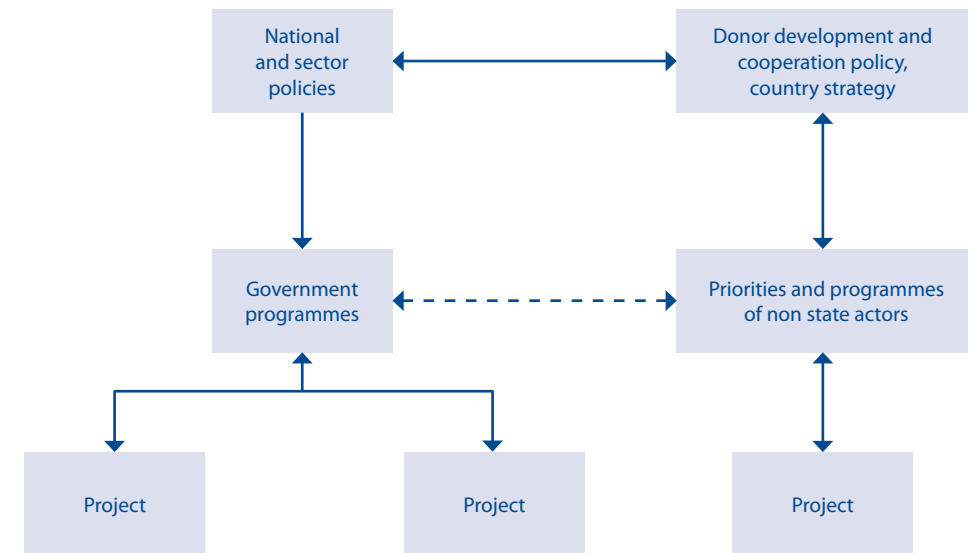 National
and sector
policies
Donor development and
cooperation policy,
country strategy
Government
programmes
Priorities and programmes
of non state actors
Project
Project
Project